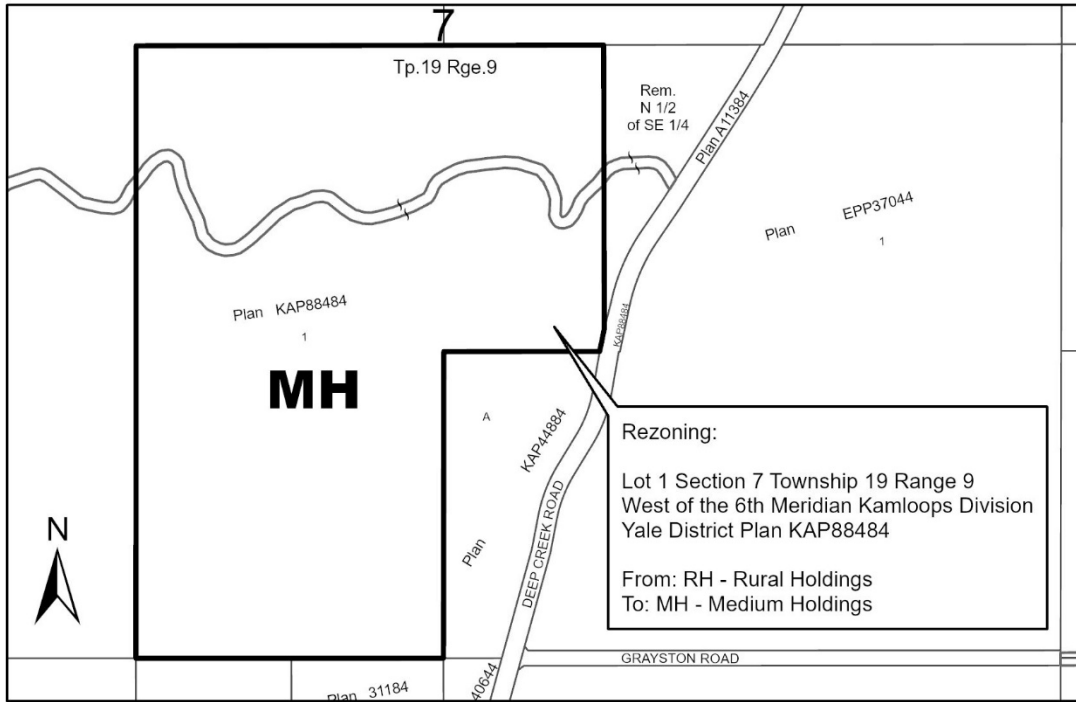 7
Tp.19 Rge.9
Rem.
N 1/2
of SE 1/4
Plan A11384
Plan EPP37044
1
Plan KAP88484
1
MH
KAP88484
A
Plan KAP44884
DEEP CREEK ROAD
Rezoning:
Lot 1 Section 7 Township 19 Range 9
West of the 6th Meridian Kamloops Division
Yale District Plan KAP88484
From: RH - Rural Holdings
To: MH - Medium Holdings
N
GRAYSTON ROAD
Plan 31184
40644